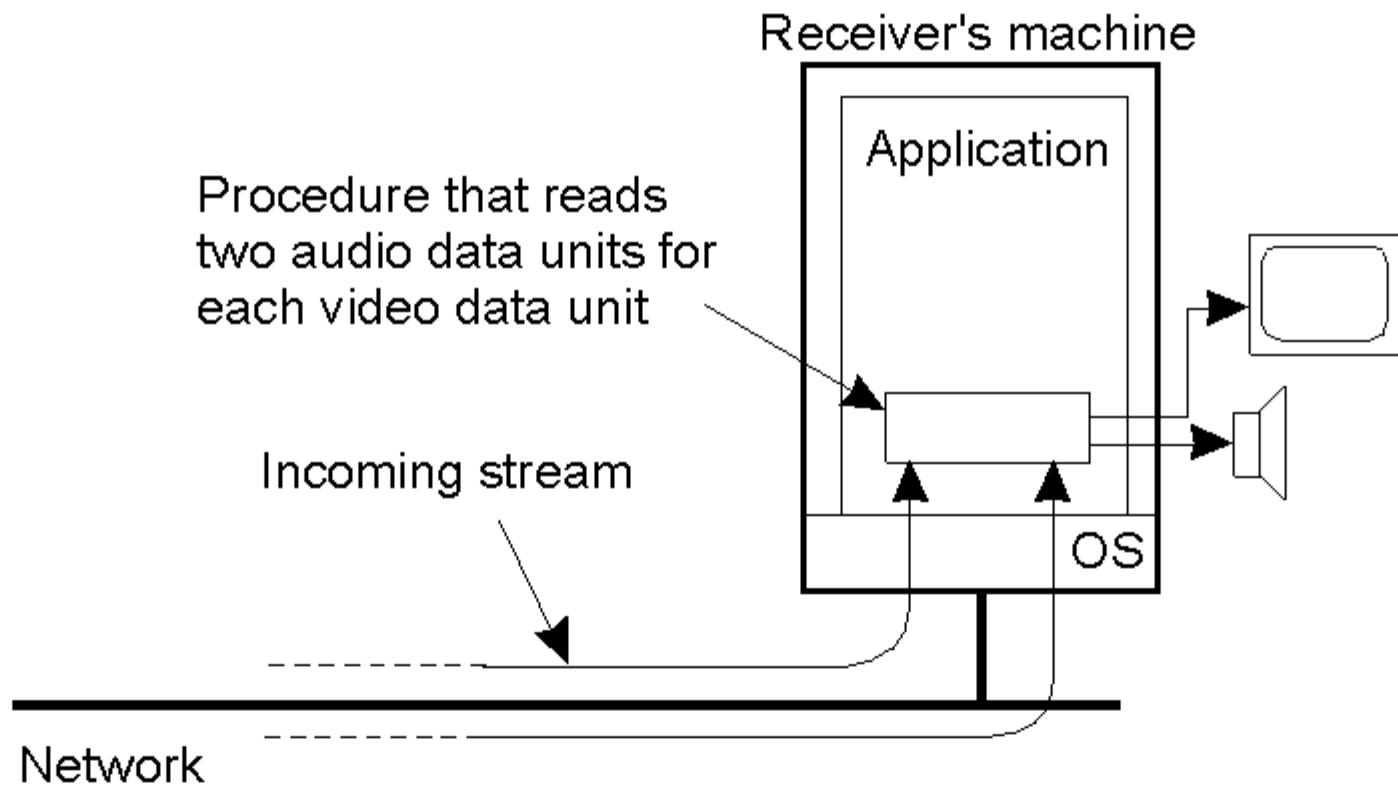 Receiver's machine
Application
Procedure that reads
two audio data units for
each video data unit
Incoming stream
OS
Network